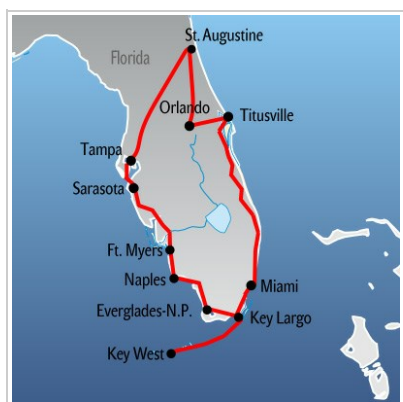 St. Augustine
Florida
Orlando
Titusville
Tampa
Sarasota
Ft. Myers
Naples
Miami
Everglades-N.P.
Key Largo
Key West